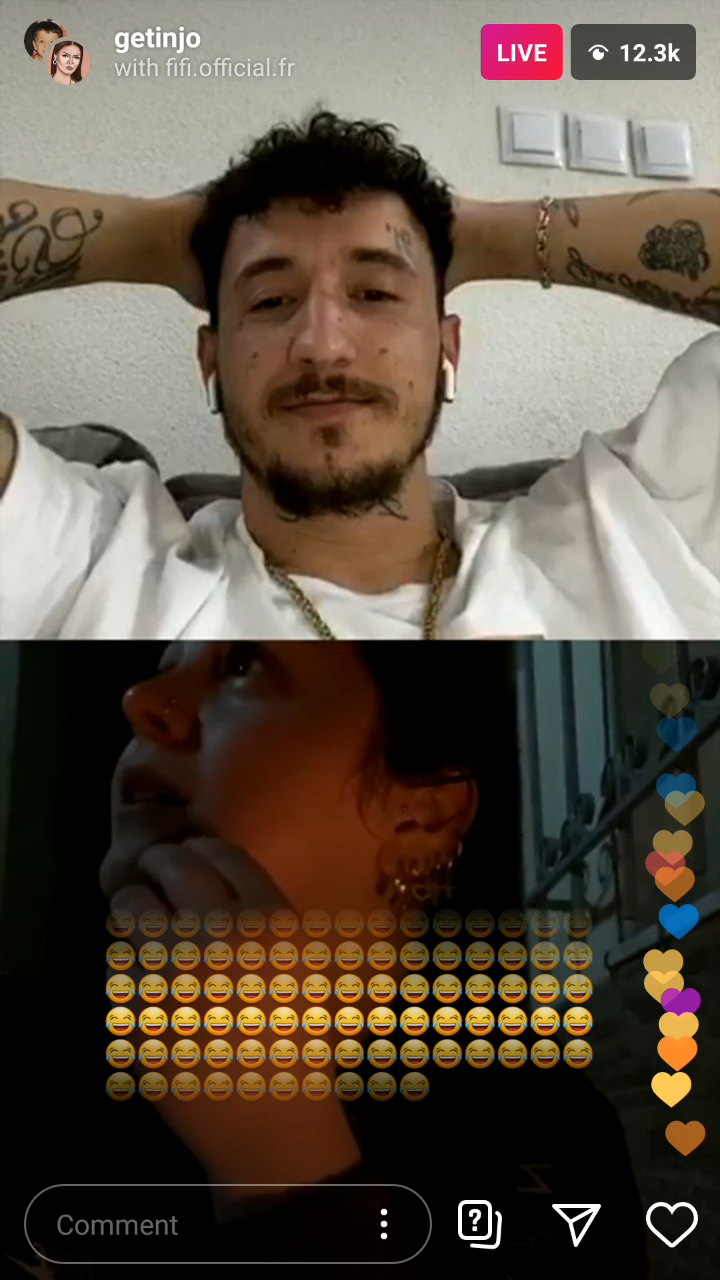 getinjo
with fifi.official.fr
LIVE
12.3k
😂😂😂😂😂😂😂😂😂😂😂😂😂😂😂
😂😂😂😂😂😂😂😂😂😂😂😂😂😂😂
😂😂😂😂😂😂😂😂😂😂😂😂😂😂😂
😂😂😂😂😂😂😂😂😂😂😂😂😂😂😂
😂😂😂😂😂😂😂😂😂😂😂😂😂😂😂
😂😂😂😂😂😂😂😂😂😂
Comment